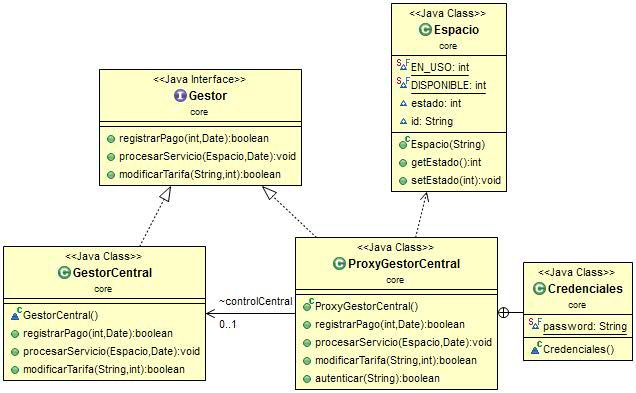 <<Java Class>>
Espacio
core
EN_USO: int
DISPONIBLE: int
estado: int
id: String
Espacio(String)
getEstado():int
setEstado(int):void
<<Java Interface>>
Gestor
core
registrarPago(int,Date):boolean
procesarServicio(Espacio,Date):void
modificarTarifa(String,int):boolean
<<Java Class>>
GestorCentral
core
GestorCentral()
registrarPago(int,Date):boolean
procesarServicio(Espacio,Date):void
modificarTarifa(String,int):boolean
~controlCentral
0..1
<<Java Class>>
ProxyGestorCentral
core
ProxyGestorCentral()
registrarPago(int,Date):boolean
procesarServicio(Espacio,Date):void
modificarTarifa(String,int):boolean
autenticar(String):boolean
<<Java Class>>
Credenciales
core
password: String
Credenciales()